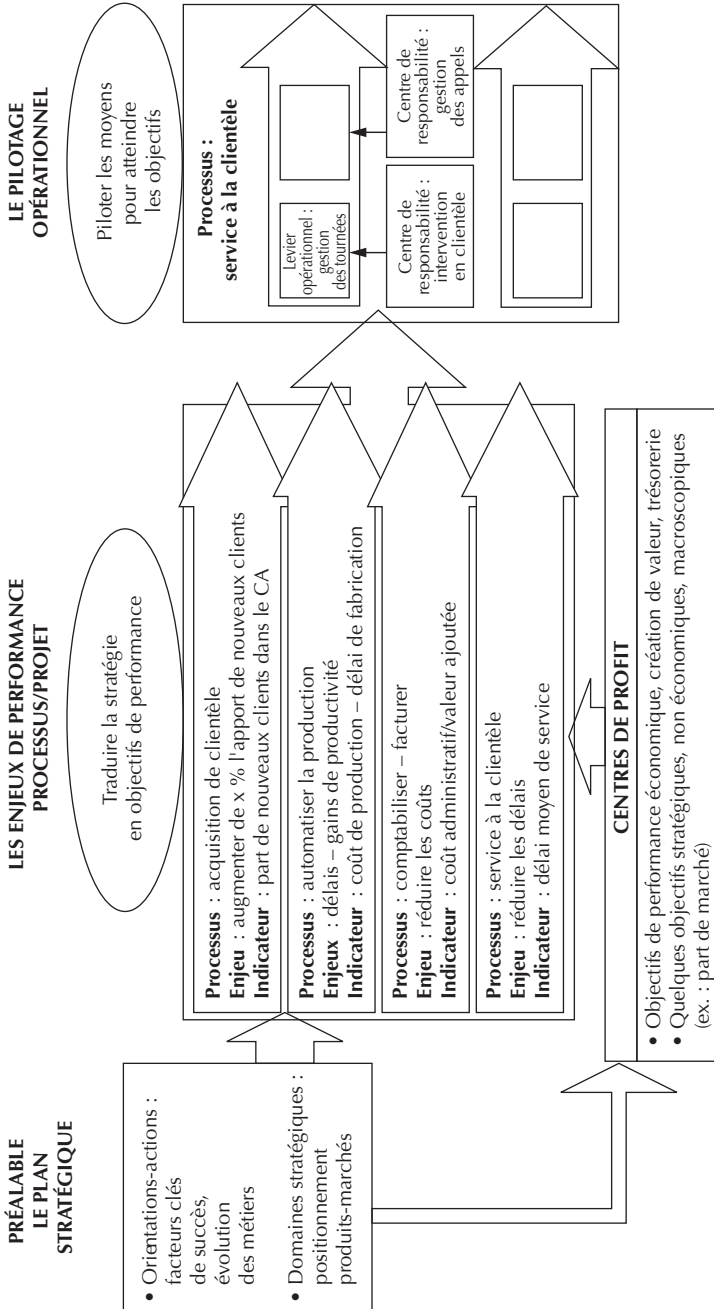 PRÉALABLE
LE PLAN
STRATÉGIQUE
• Orientations-actions :
facteurs clés
de succès,
évolution
des métiers
• Domaines stratégiques :
positionnement
produits-marchés
LES ENJEUX DE PERFORMANCE
PROCESSUS/PROJET
Traduire la stratégie
en objectifs de performance
Processus : acquisition de clientèle
Enjeu : augmenter de x % l'apport de nouveaux clients
Indicateur : part de nouveaux clients dans le CA
Processus : automatiser la production
Enjeux : délais – gains de productivité
Indicateur : coût de production – délai de fabrication
Processus : comptabiliser – facturer
Enjeu : réduire les coûts
Indicateur : coût administratif/valeur ajoutée
Processus : service à la clientèle
Enjeu : réduire les délais
Indicateur : délai moyen de service
CENTRES DE PROFIT
• Objectifs de performance économique, création de valeur, trésorerie
• Quelques objectifs stratégiques, non économiques, macroscopiques
(ex. : part de marché)
LE PILOTAGE
OPÉRATIONNEL
Piloter les moyens
pour atteindre
les objectifs
Processus :
service à la clientèle
Levier
opérationnel :
gestion
des tournées
Centre de
responsabilité :
intervention
en clientèle
Centre de
responsabilité :
gestion
des appels